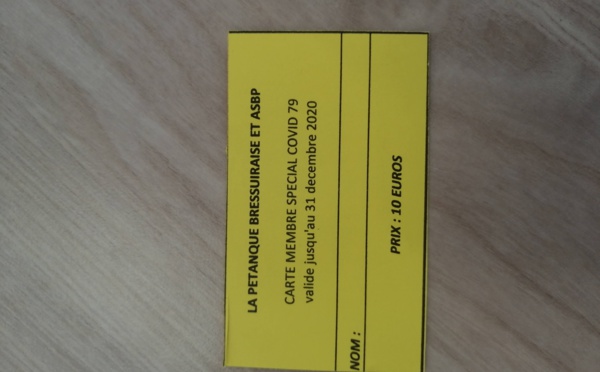 LA PETANQUE BRESSUIRAISE ET ASBP
CARTE MEMBRE SPECIAL COVID 79
valide jusqu'au 31 decembre 2020
NOM :
PRIX : 10 EUROS